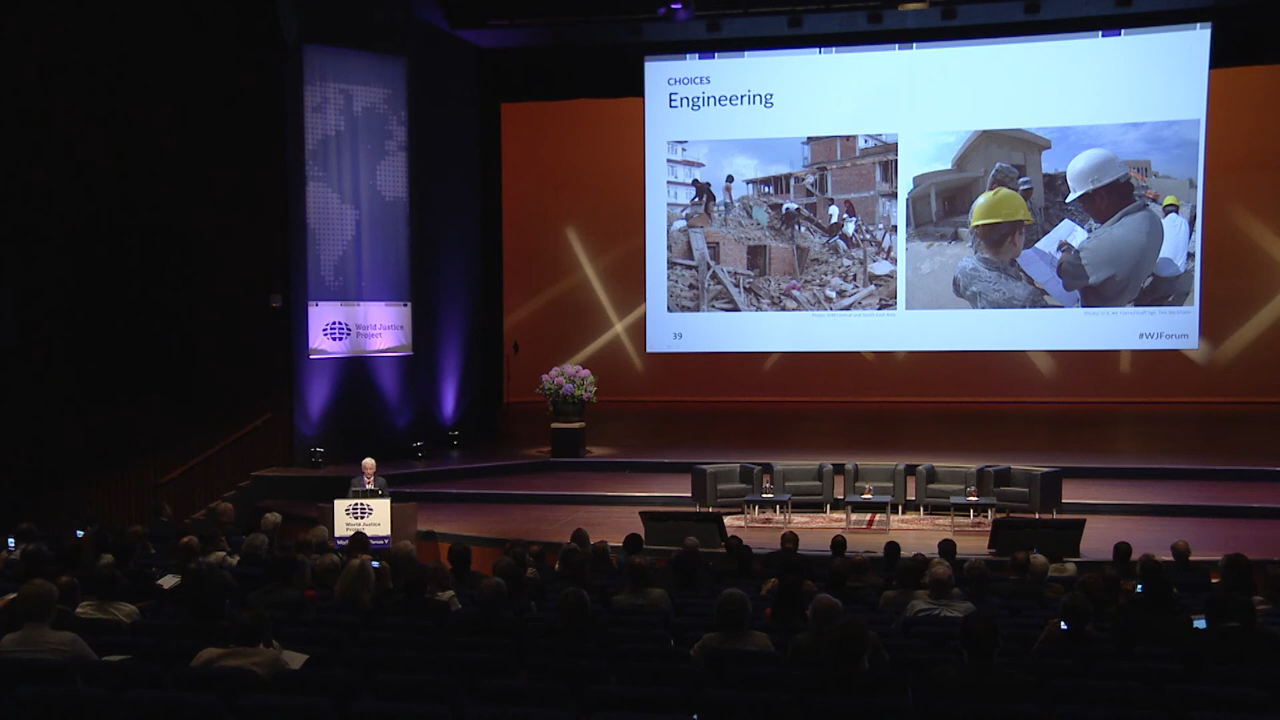 CHOICES
Engineering
39
#WJForum
World Justice
Project
World Justice
Project